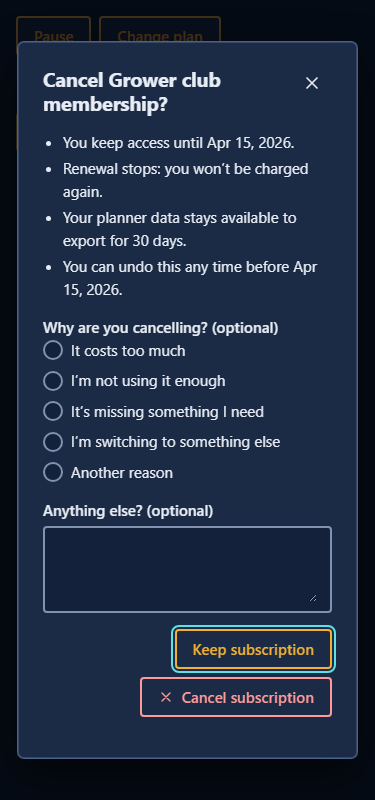 Pause
Change plan
Cancel Grower club
membership?
You keep access until Apr 15, 2026.
Renewal stops: you won’t be charged
again.
Your planner data stays available to
export for 30 days.
You can undo this any time before Apr
15, 2026.
Why are you cancelling? (optional)
It costs too much
I’m not using it enough
It’s missing something I need
I’m switching to something else
Another reason
Anything else? (optional)
Keep subscription
Cancel subscription